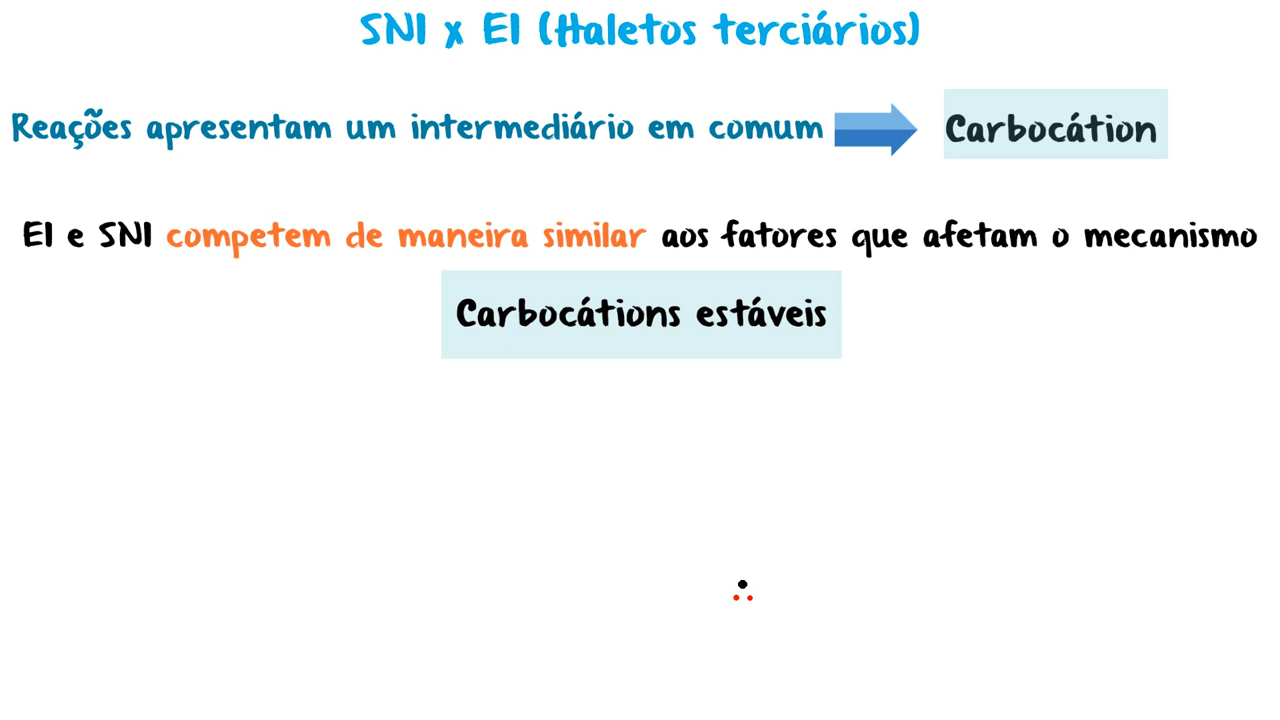 SN1 x E1 (Haletos terciários)
Reações apresentam um intermediário em comum Carbocátion
E1 e SN1 competem de maneira similar aos fatores que afetam o mecanismo
Carbocátions estáveis